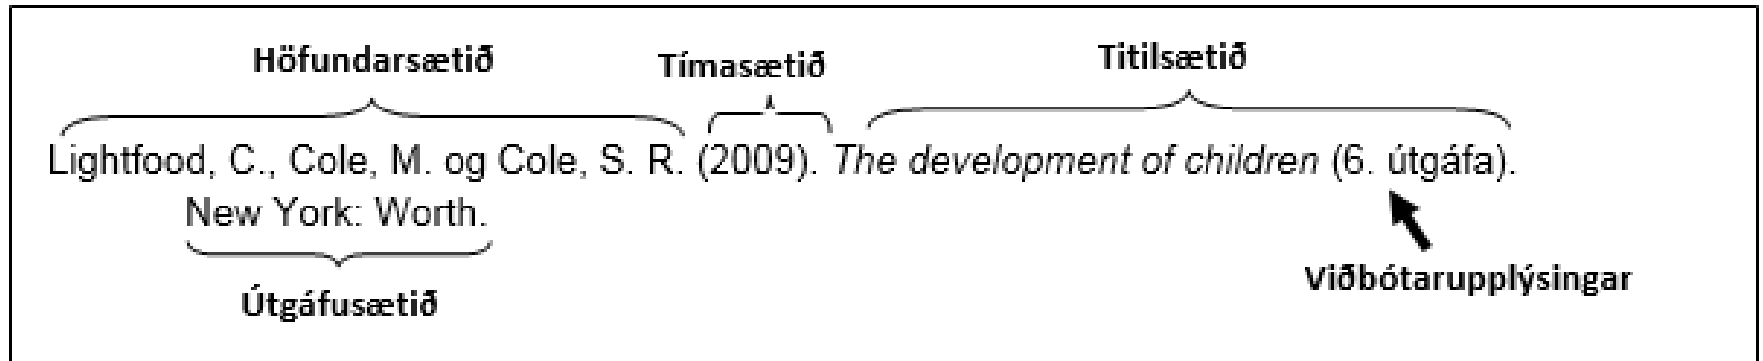 Höfundarsætið Tímasætið Titilsætið
Lightfood, C., Cole, M. og Cole, S. R. (2009). The development of children (6. útgáfa).
New York: Worth.
Viðbótarupplýsingar
Útgáfusætið